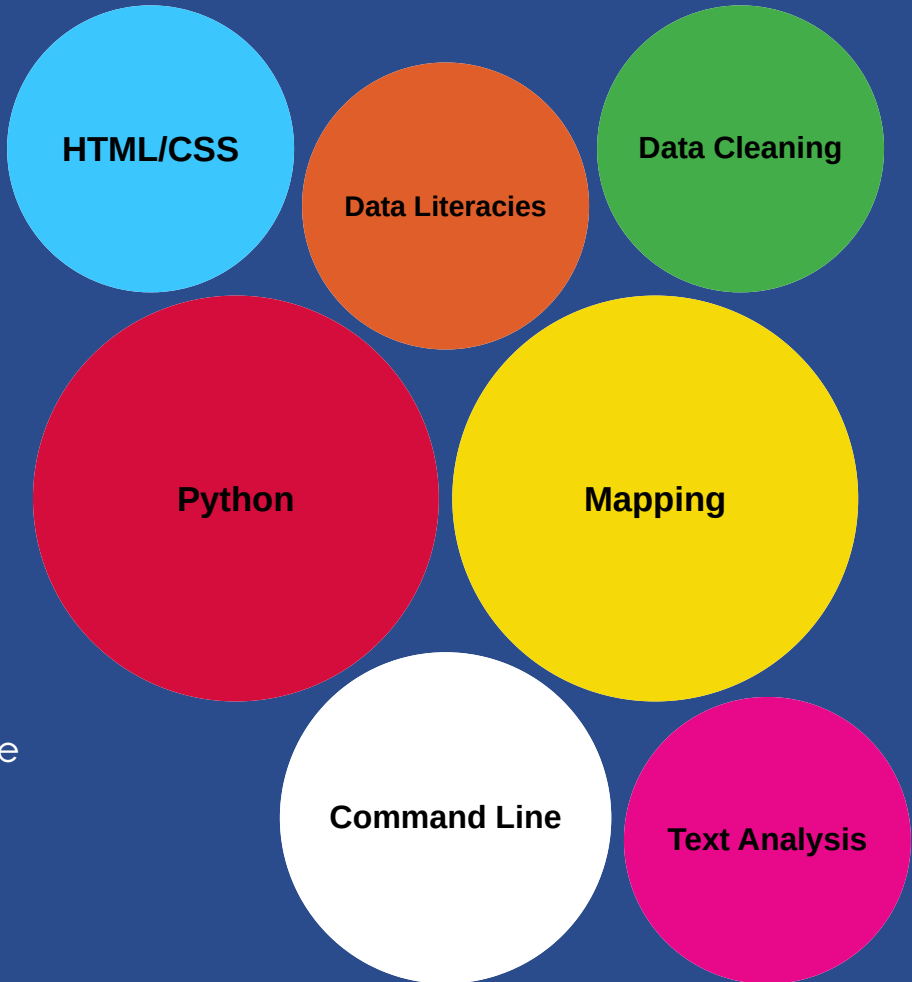 HTML/CSS
Data Literacies
Data Cleaning
Python
Mapping
e
Command Line
Text Analysis